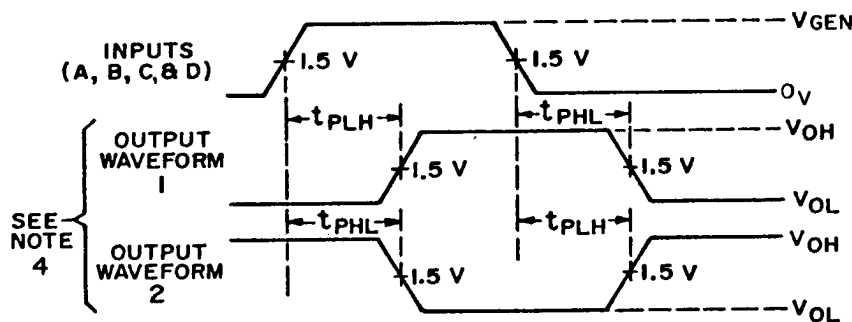 VGEN
INPUTS
(A, B, C, & D)
1.5 V
1.5 V
0V
tPLH
tPHL
OUTPUT
WAVEFORM
1
VOH
1.5 V
1.5 V
VOL
SEE
NOTE
4
tPHL
tPLH
OUTPUT
WAVEFORM
2
VOH
1.5 V
1.5 V
VOL